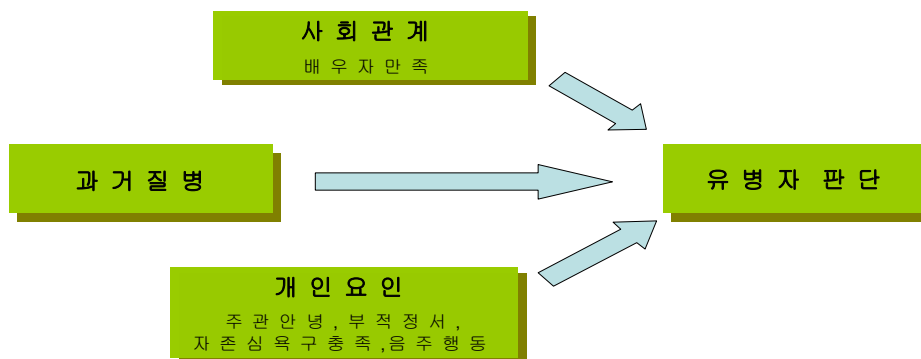 사회관계
배우자만족
과거질병
유병자 판단
개인요인
주관안녕, 부적정서,
자존심욕구충족,음주행동